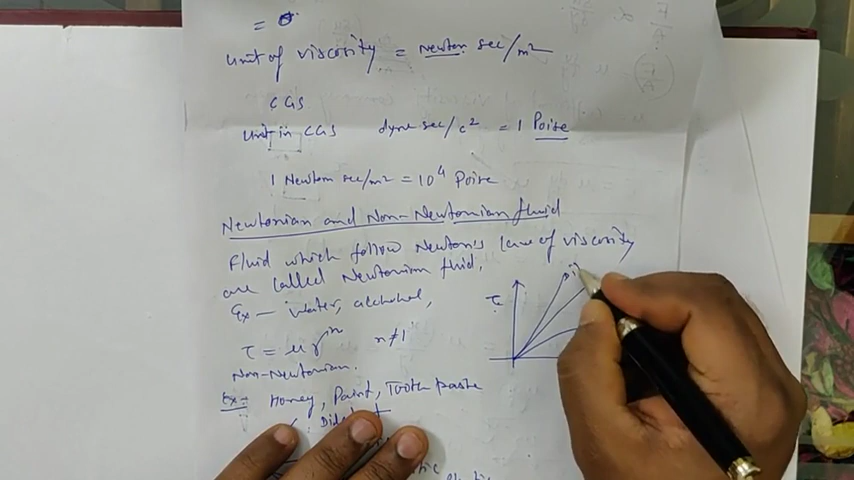 =
Unit of viscosity = Newton sec/m²
CGS
Unit in CGS dyne sec/c² = 1 Poise
1 Newton sec/m² = 10⁴ Poise
Newtonian and Non-Newtonian fluid
Fluid which follow Newton's law of viscosity
are called Newtonian fluid.
Ex — water, alchohol,
τ
τ = μ γⁿ n ≠ 1
Non-Newtonian.
Ex:- Honey, Paint, Tooth paste